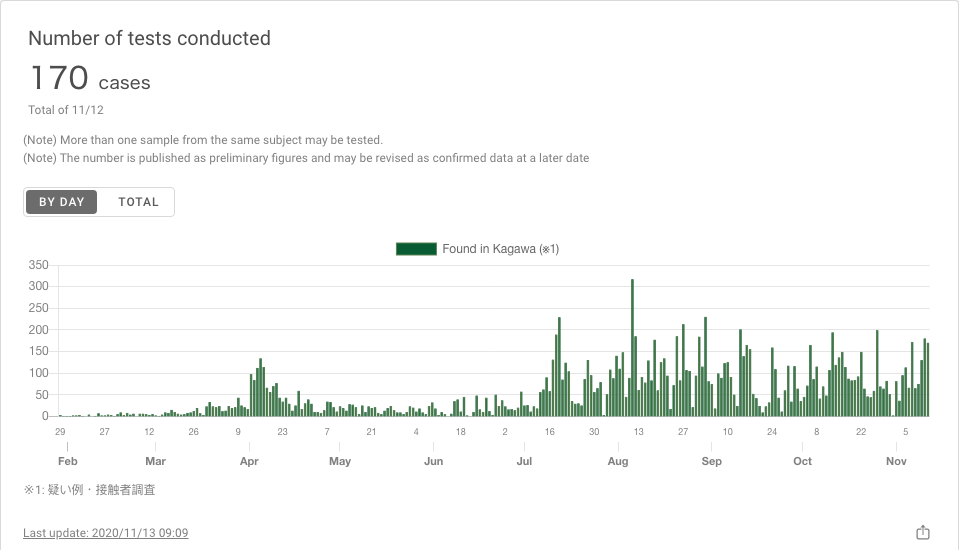 Number of tests conducted
170 cases
Total of 11/12
(Note) More than one sample from the same subject may be tested.
(Note) The number is published as preliminary figures and may be revised as confirmed data at a later date
BY DAY TOTAL
Found in Kagawa (※1)
350
300
250
200
150
100
50
0
29 27 12 26 9 23 7 21 4 18 2 16 30 13 27 10 24 8 22 5
Feb Mar Apr May Jun Jul Aug Sep Oct Nov
※1: 疑い例・接触者調査
Last update: 2020/11/13 09:09